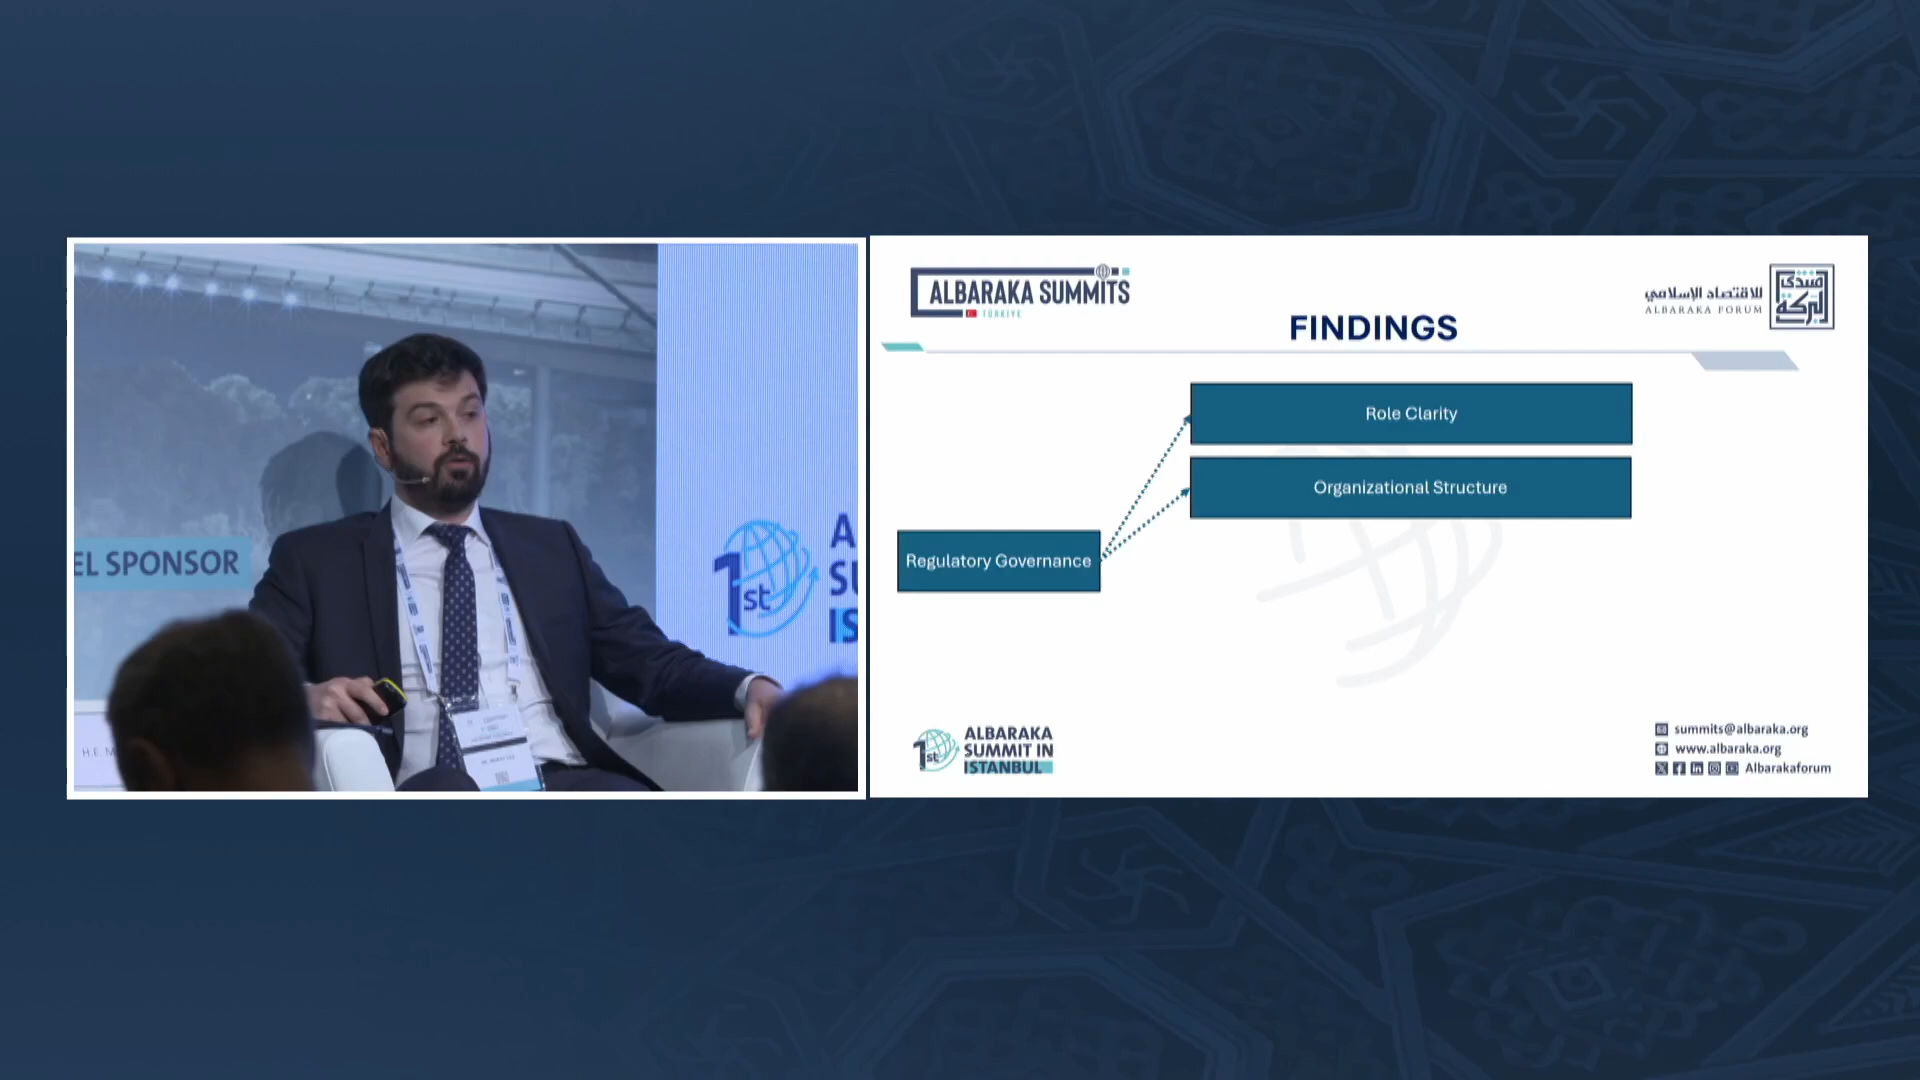 EL SPONSOR
1st
A
SU
IS
H.E. M
ALBARAKA SUMMITS
TÜRKİYE
منتدى
البركة
للاقتصاد الإسلامي
ALBARAKA FORUM
FINDINGS
Role Clarity
Organizational Structure
Regulatory Governance
1st
ALBARAKA
SUMMIT IN
ISTANBUL
summits@albaraka.org
www.albaraka.org
Albarakaforum